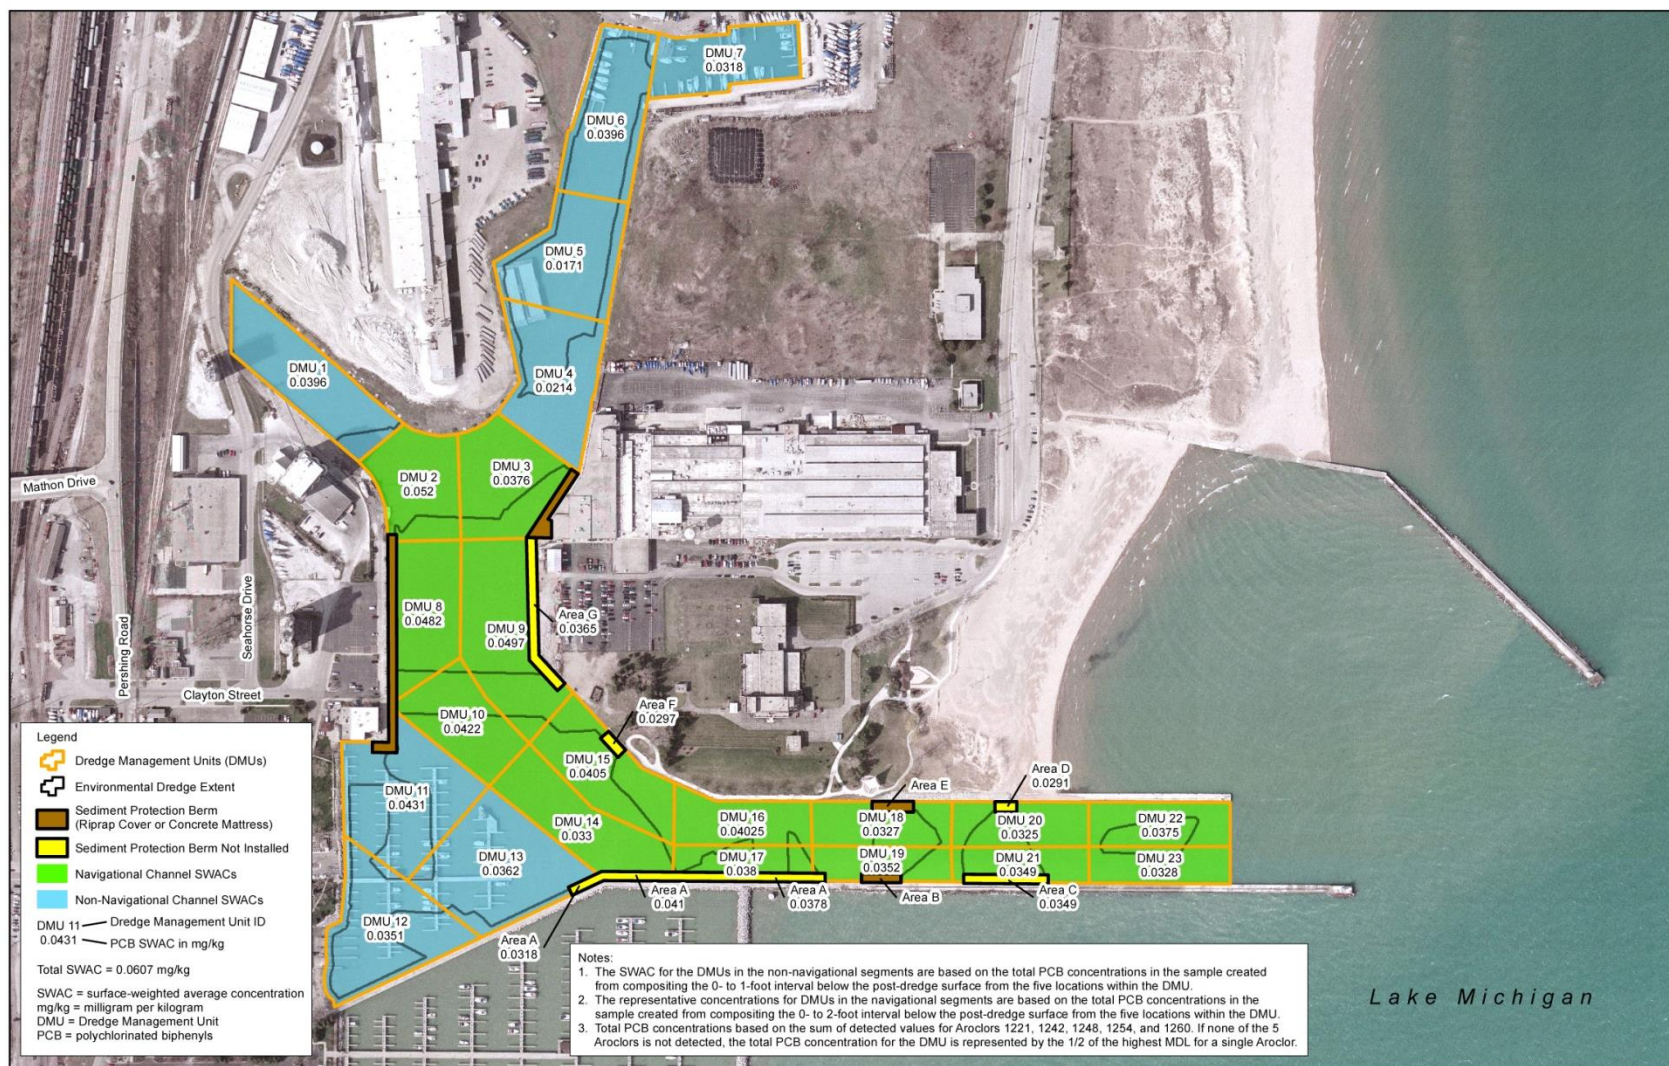 DMU 7
0.0318
DMU 6
0.0396
DMU 5
0.0171
DMU 1
0.0396
DMU 4
0.0214
DMU 2
0.052
DMU 3
0.0376
Mathon Drive
DMU 8
0.0482
DMU 9
0.0497
Area G
0.0365
Seahorse Drive
Pershing Road
Clayton Street
DMU 10
0.0422
Area F
0.0297
DMU 15
0.0405
DMU 11
0.0431
DMU 14
0.033
DMU 13
0.0362
DMU 12
0.0351
DMU 16
0.04025
DMU 17
0.038
Area E
DMU 18
0.0327
DMU 19
0.0352
Area D
0.0291
DMU 20
0.0325
DMU 21
0.0349
DMU 22
0.0375
DMU 23
0.0328
Area A
0.041
Area A
0.0378
Area B
Area C
0.0349
Area A
0.0318
Lake Michigan
Legend
Dredge Management Units (DMUs)
Environmental Dredge Extent
Sediment Protection Berm
(Riprap Cover or Concrete Mattress)
Sediment Protection Berm Not Installed
Navigational Channel SWACs
Non-Navigational Channel SWACs
DMU 11 Dredge Management Unit ID
0.0431 PCB SWAC in mg/kg
Total SWAC = 0.0607 mg/kg
SWAC = surface-weighted average concentration
mg/kg = milligram per kilogram
DMU = Dredge Management Unit
PCB = polychlorinated biphenyls
Notes:
1. The SWAC for the DMUs in the non-navigational segments are based on the total PCB concentrations in the sample created
from compositing the 0- to 1-foot interval below the post-dredge surface from the five locations within the DMU.
2. The representative concentrations for DMUs in the navigational segments are based on the total PCB concentrations in the
sample created from compositing the 0- to 2-foot interval below the post-dredge surface from the five locations within the DMU.
3. Total PCB concentrations based on the sum of detected values for Aroclors 1221, 1242, 1248, 1254, and 1260. If none of the 5
Aroclors is not detected, the total PCB concentration for the DMU is represented by the 1/2 of the highest MDL for a single Aroclor.